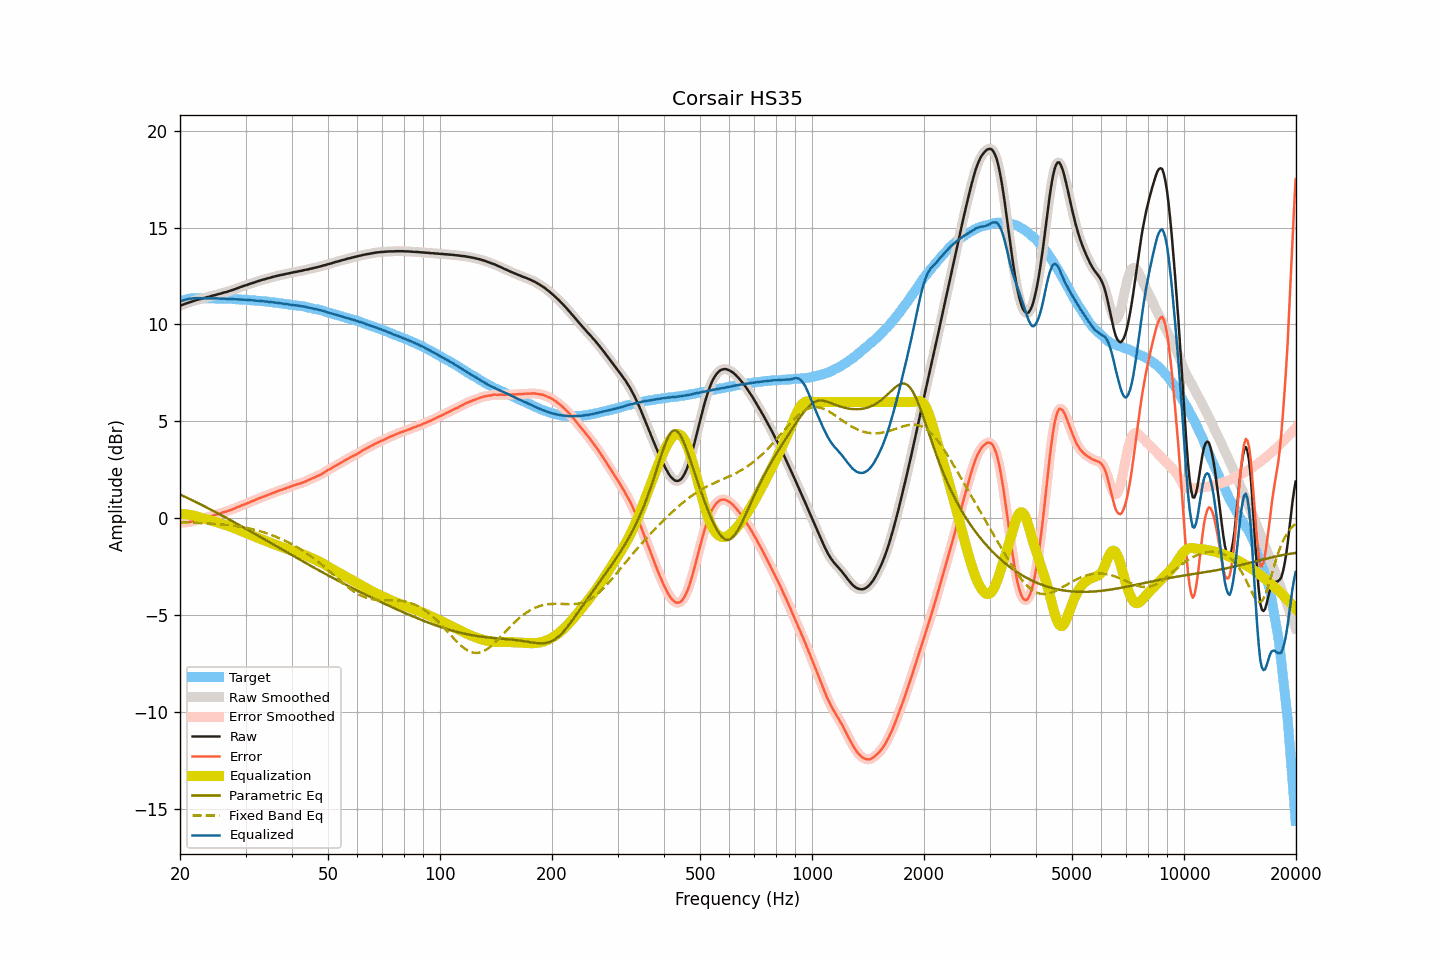 Corsair HS35
Amplitude (dBr)
20
15
10
5
0
−5
−10
−15
Target
Raw Smoothed
Error Smoothed
Raw
Error
Equalization
Parametric Eq
Fixed Band Eq
Equalized
20 50 100 200 500 1000 2000 5000 10000 20000
Frequency (Hz)